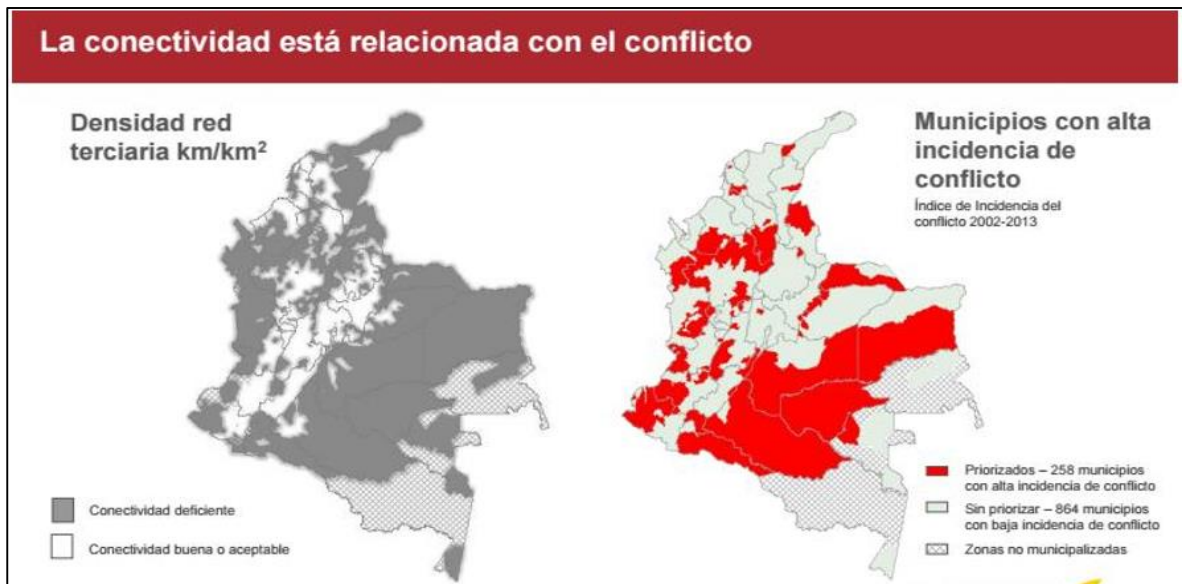 La conectividad está relacionada con el conflicto
Densidad red
terciaria km/km²
Conectividad deficiente
Conectividad buena o aceptable
Municipios con alta
incidencia de
conflicto
Índice de Incidencia del
conflicto 2002-2013
Priorizados – 258 municipios
con alta incidencia de conflicto
Sin priorizar – 864 municipios
con baja incidencia de conflicto
Zonas no municipalizadas